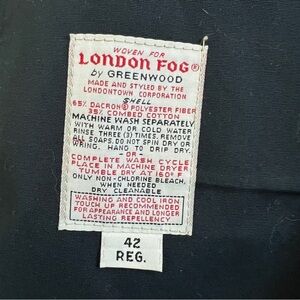 WOVEN FOR
LONDON FOG®
by GREENWOOD
MADE AND STYLED BY THE
LONDONTOWN CORPORATION
SHELL
65% DACRON® POLYESTER FIBER
35% COMBED COTTON
MACHINE WASH SEPARATELY
WITH WARM OR COLD WATER
RINSE THREE (3) TIMES. REMOVE
ALL SOAPS. DO NOT SPIN DRY OR
WRING. HANG TO DRIP DRY.
-OR-
COMPLETE WASH CYCLE
PLACE IN MACHINE DRYER
TUMBLE DRY AT 160°F
ONLY NON-CHLORINE BLEACH,
WHEN NEEDED
DRY CLEANABLE
WASHING AND COOL IRON
TOUCH UP RECOMMENDED
FOR APPEARANCE AND LONGER
LASTING REPELLENCY
42
REG.